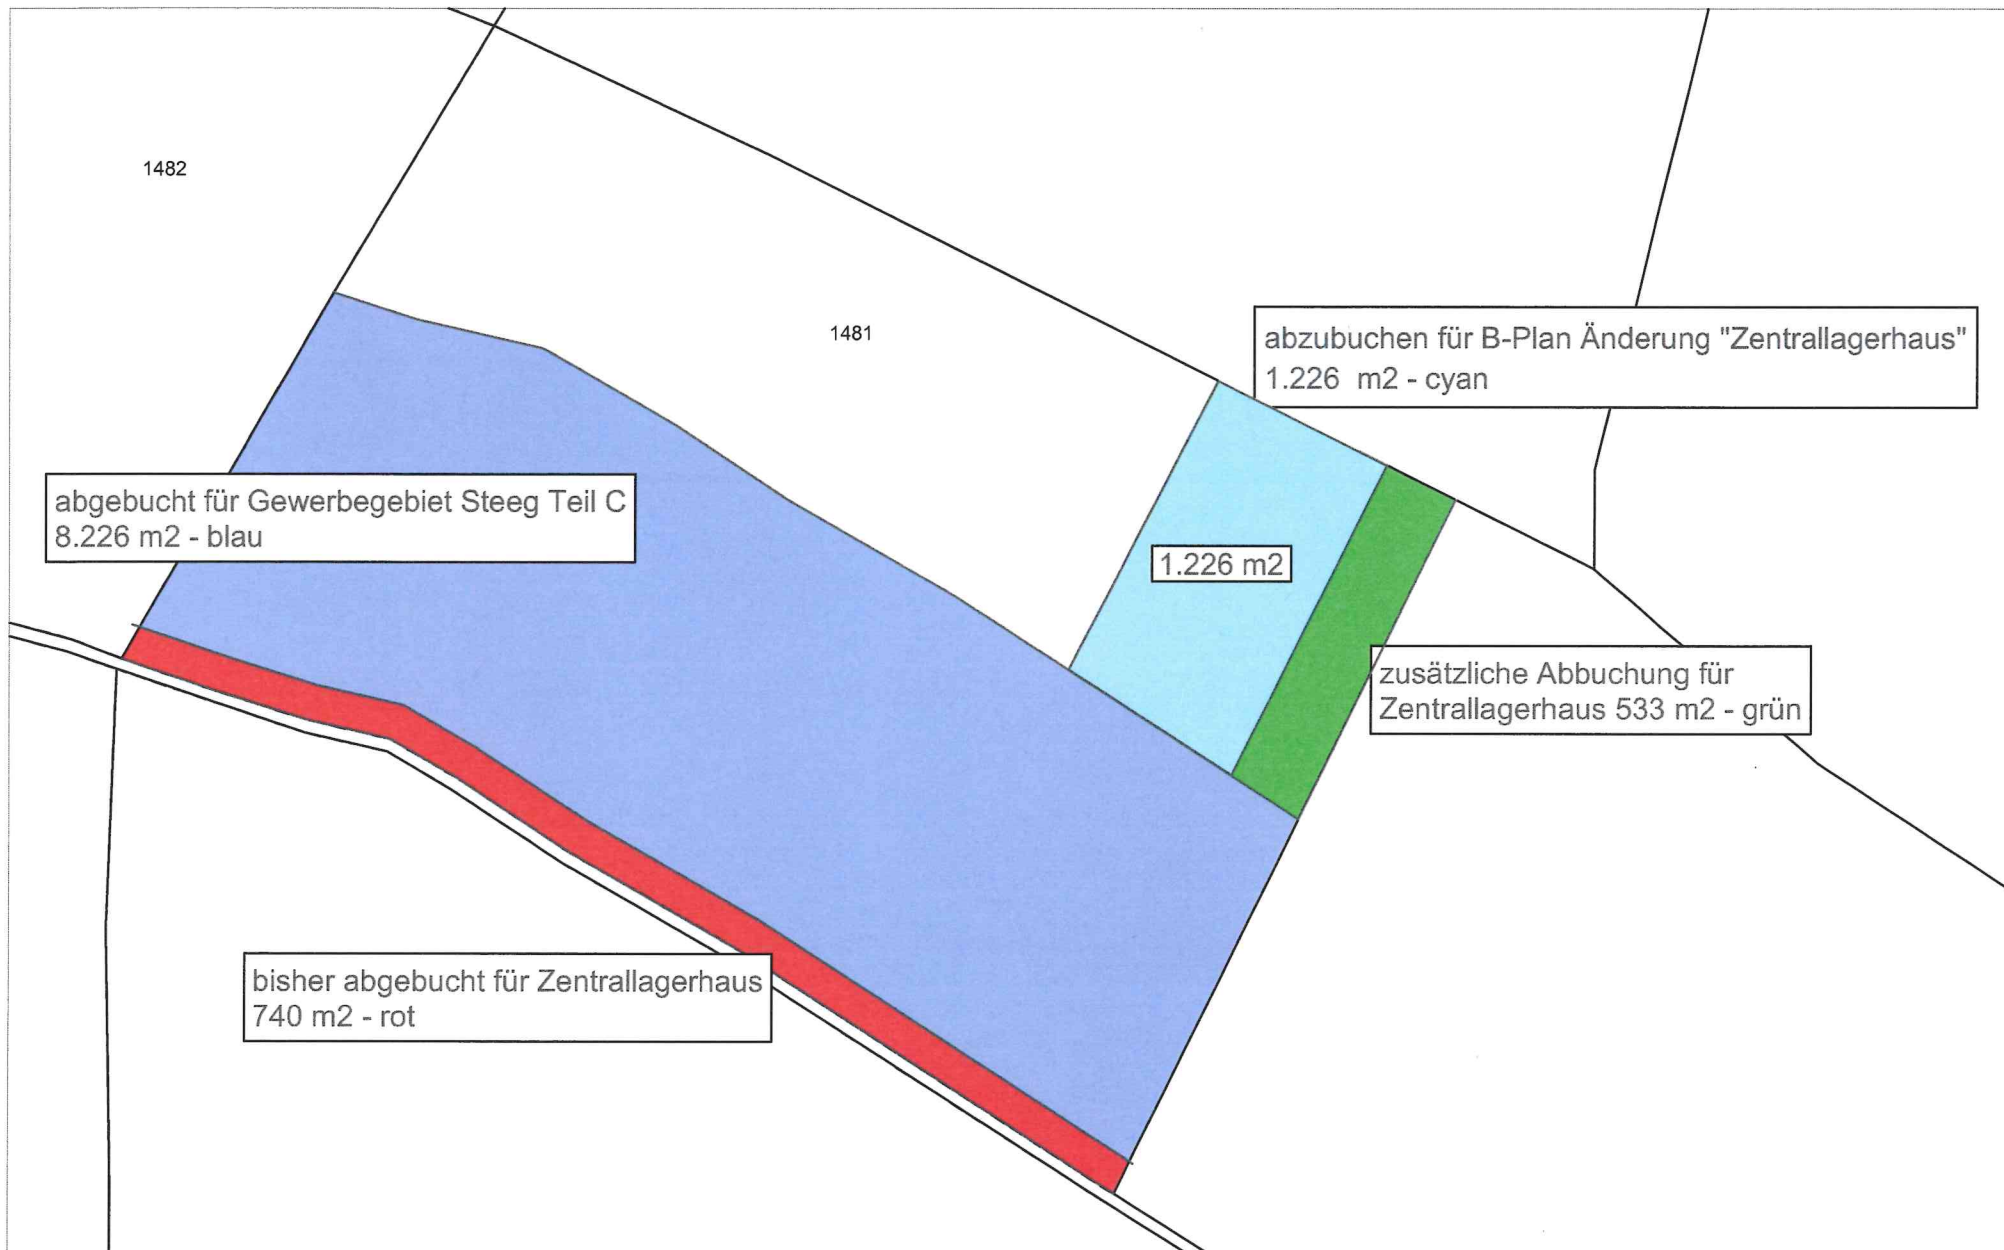 1482
1481
abzubuchen für B-Plan Änderung "Zentrallagerhaus"
1.226 m2 - cyan
abgebucht für Gewerbegebiet Steeg Teil C
8.226 m2 - blau
1.226 m2
zusätzliche Abbuchung für
Zentrallagerhaus 533 m2 - grün
bisher abgebucht für Zentrallagerhaus
740 m2 - rot